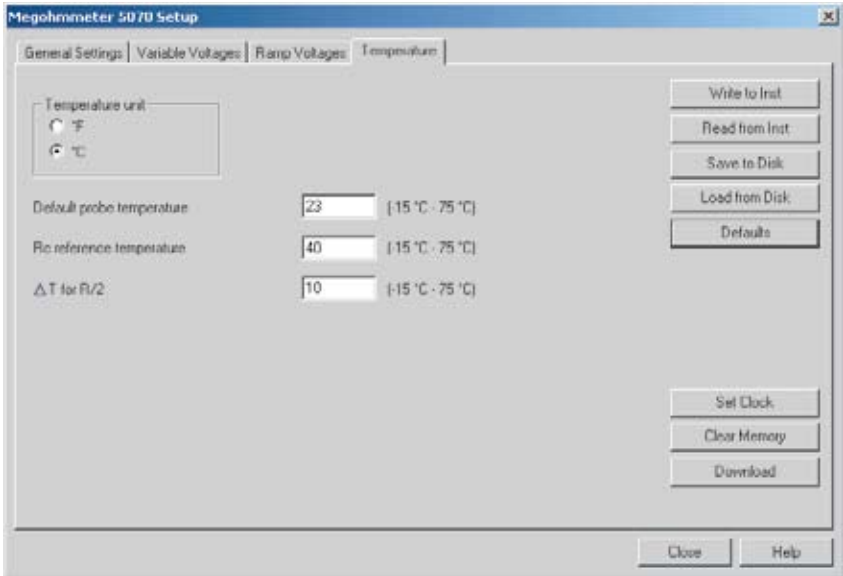 Megohmmeter 5070 Setup
General Settings
Variable Voltages
Ramp Voltages
Temperature
Temperature unit
°F
°C
Default probe temperature 23 (-15 °C - 75 °C)
Rc reference temperature 40 (-15 °C - 75 °C)
ΔT for R/2 10 (-15 °C - 75 °C)
Write to Inst
Read from Inst
Save to Disk
Load from Disk
Defaults
Set Clock
Clear Memory
Download
Close
Help